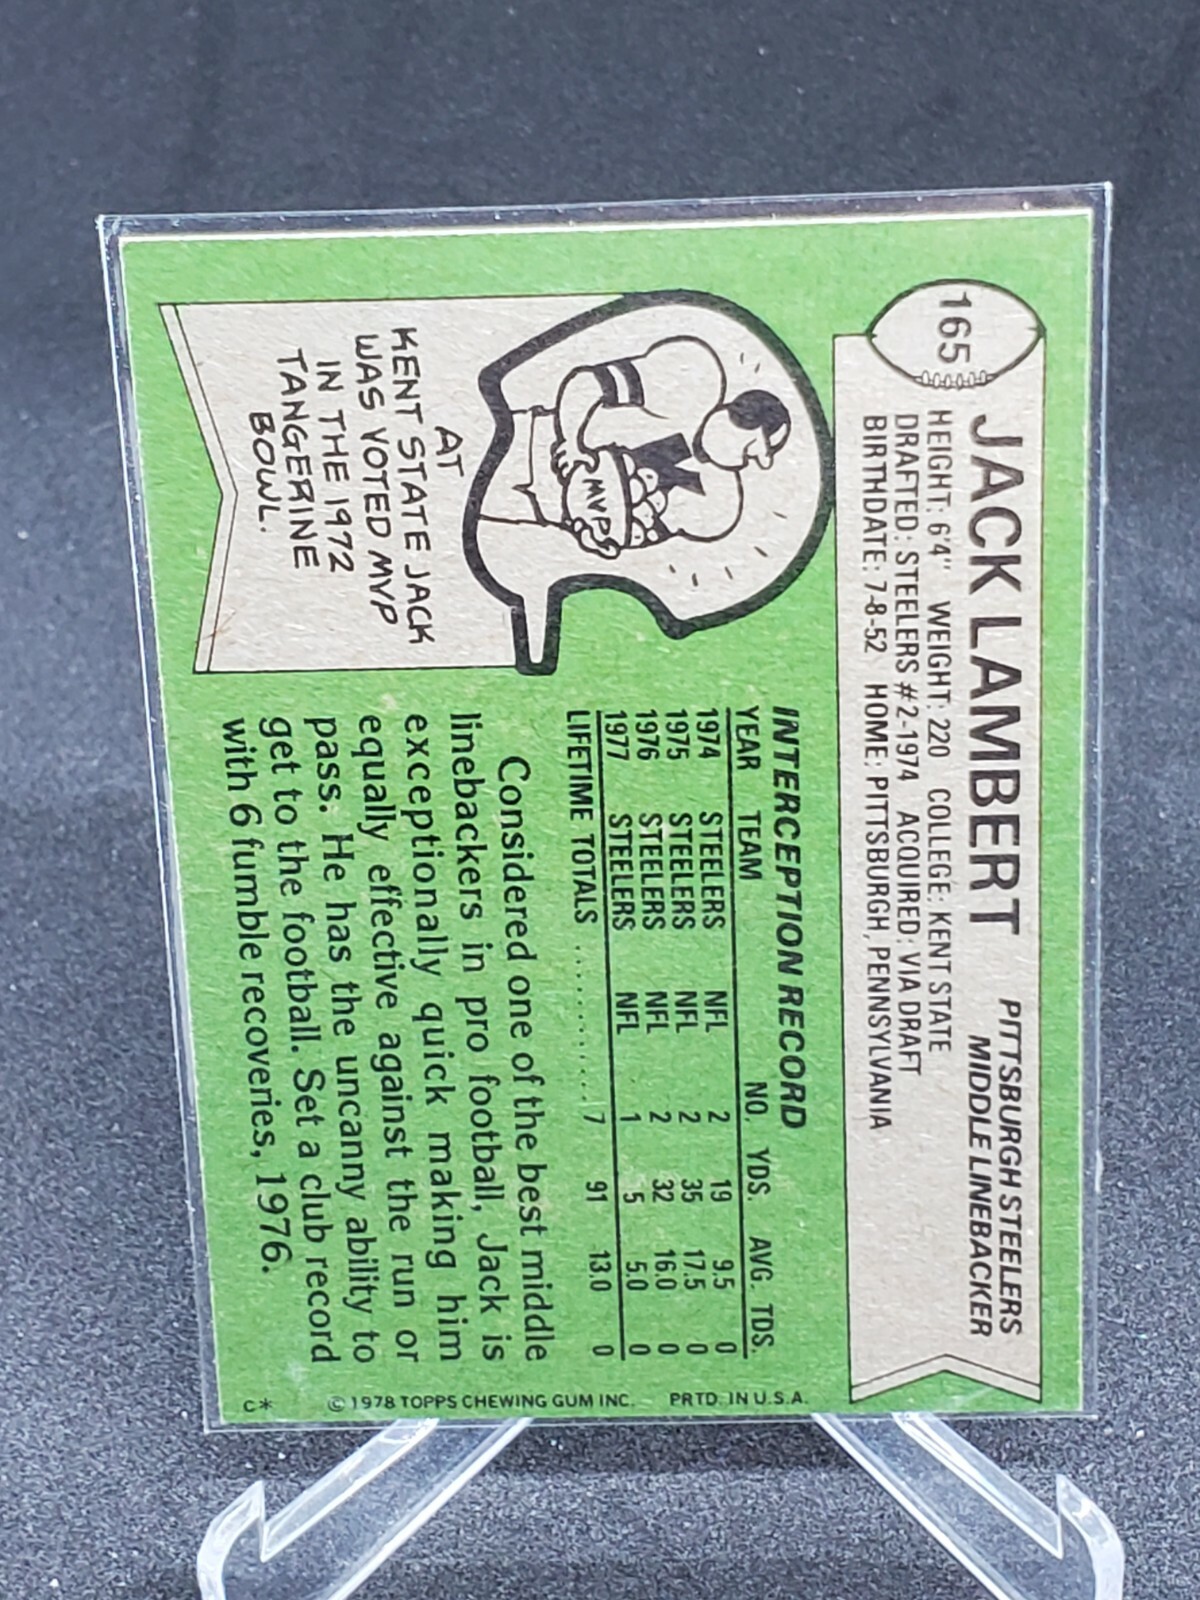 165
JACK LAMBERT
PITTSBURGH STEELERS
MIDDLE LINEBACKER
HEIGHT: 6'4" WEIGHT: 220 COLLEGE: KENT STATE
DRAFTED: STEELERS #2-1974 ACQUIRED: VIA DRAFT
BIRTHDATE: 7-8-52 HOME: PITTSBURGH, PENNSYLVANIA
MVP
AT
KENT STATE JACK
WAS VOTED MVP
IN THE 1972
TANGERINE
BOWL.
INTERCEPTION RECORD
YEAR TEAM NO. YDS. AVG. TDS.
1974 STEELERS NFL 2 19 9.5 0
1975 STEELERS NFL 2 35 17.5 0
1976 STEELERS NFL 2 32 16.0 0
1977 STEELERS NFL 1 5 5.0 0
LIFETIME TOTALS .......... 7 91 13.0 0
Considered one of the best middle
linebackers in pro football, Jack is
exceptionally quick making him
equally effective against the run or
pass. He has the uncanny ability to
get to the football. Set a club record
with 6 fumble recoveries, 1976.
C* © 1978 TOPPS CHEWING GUM INC. PRTD. IN U.S.A.